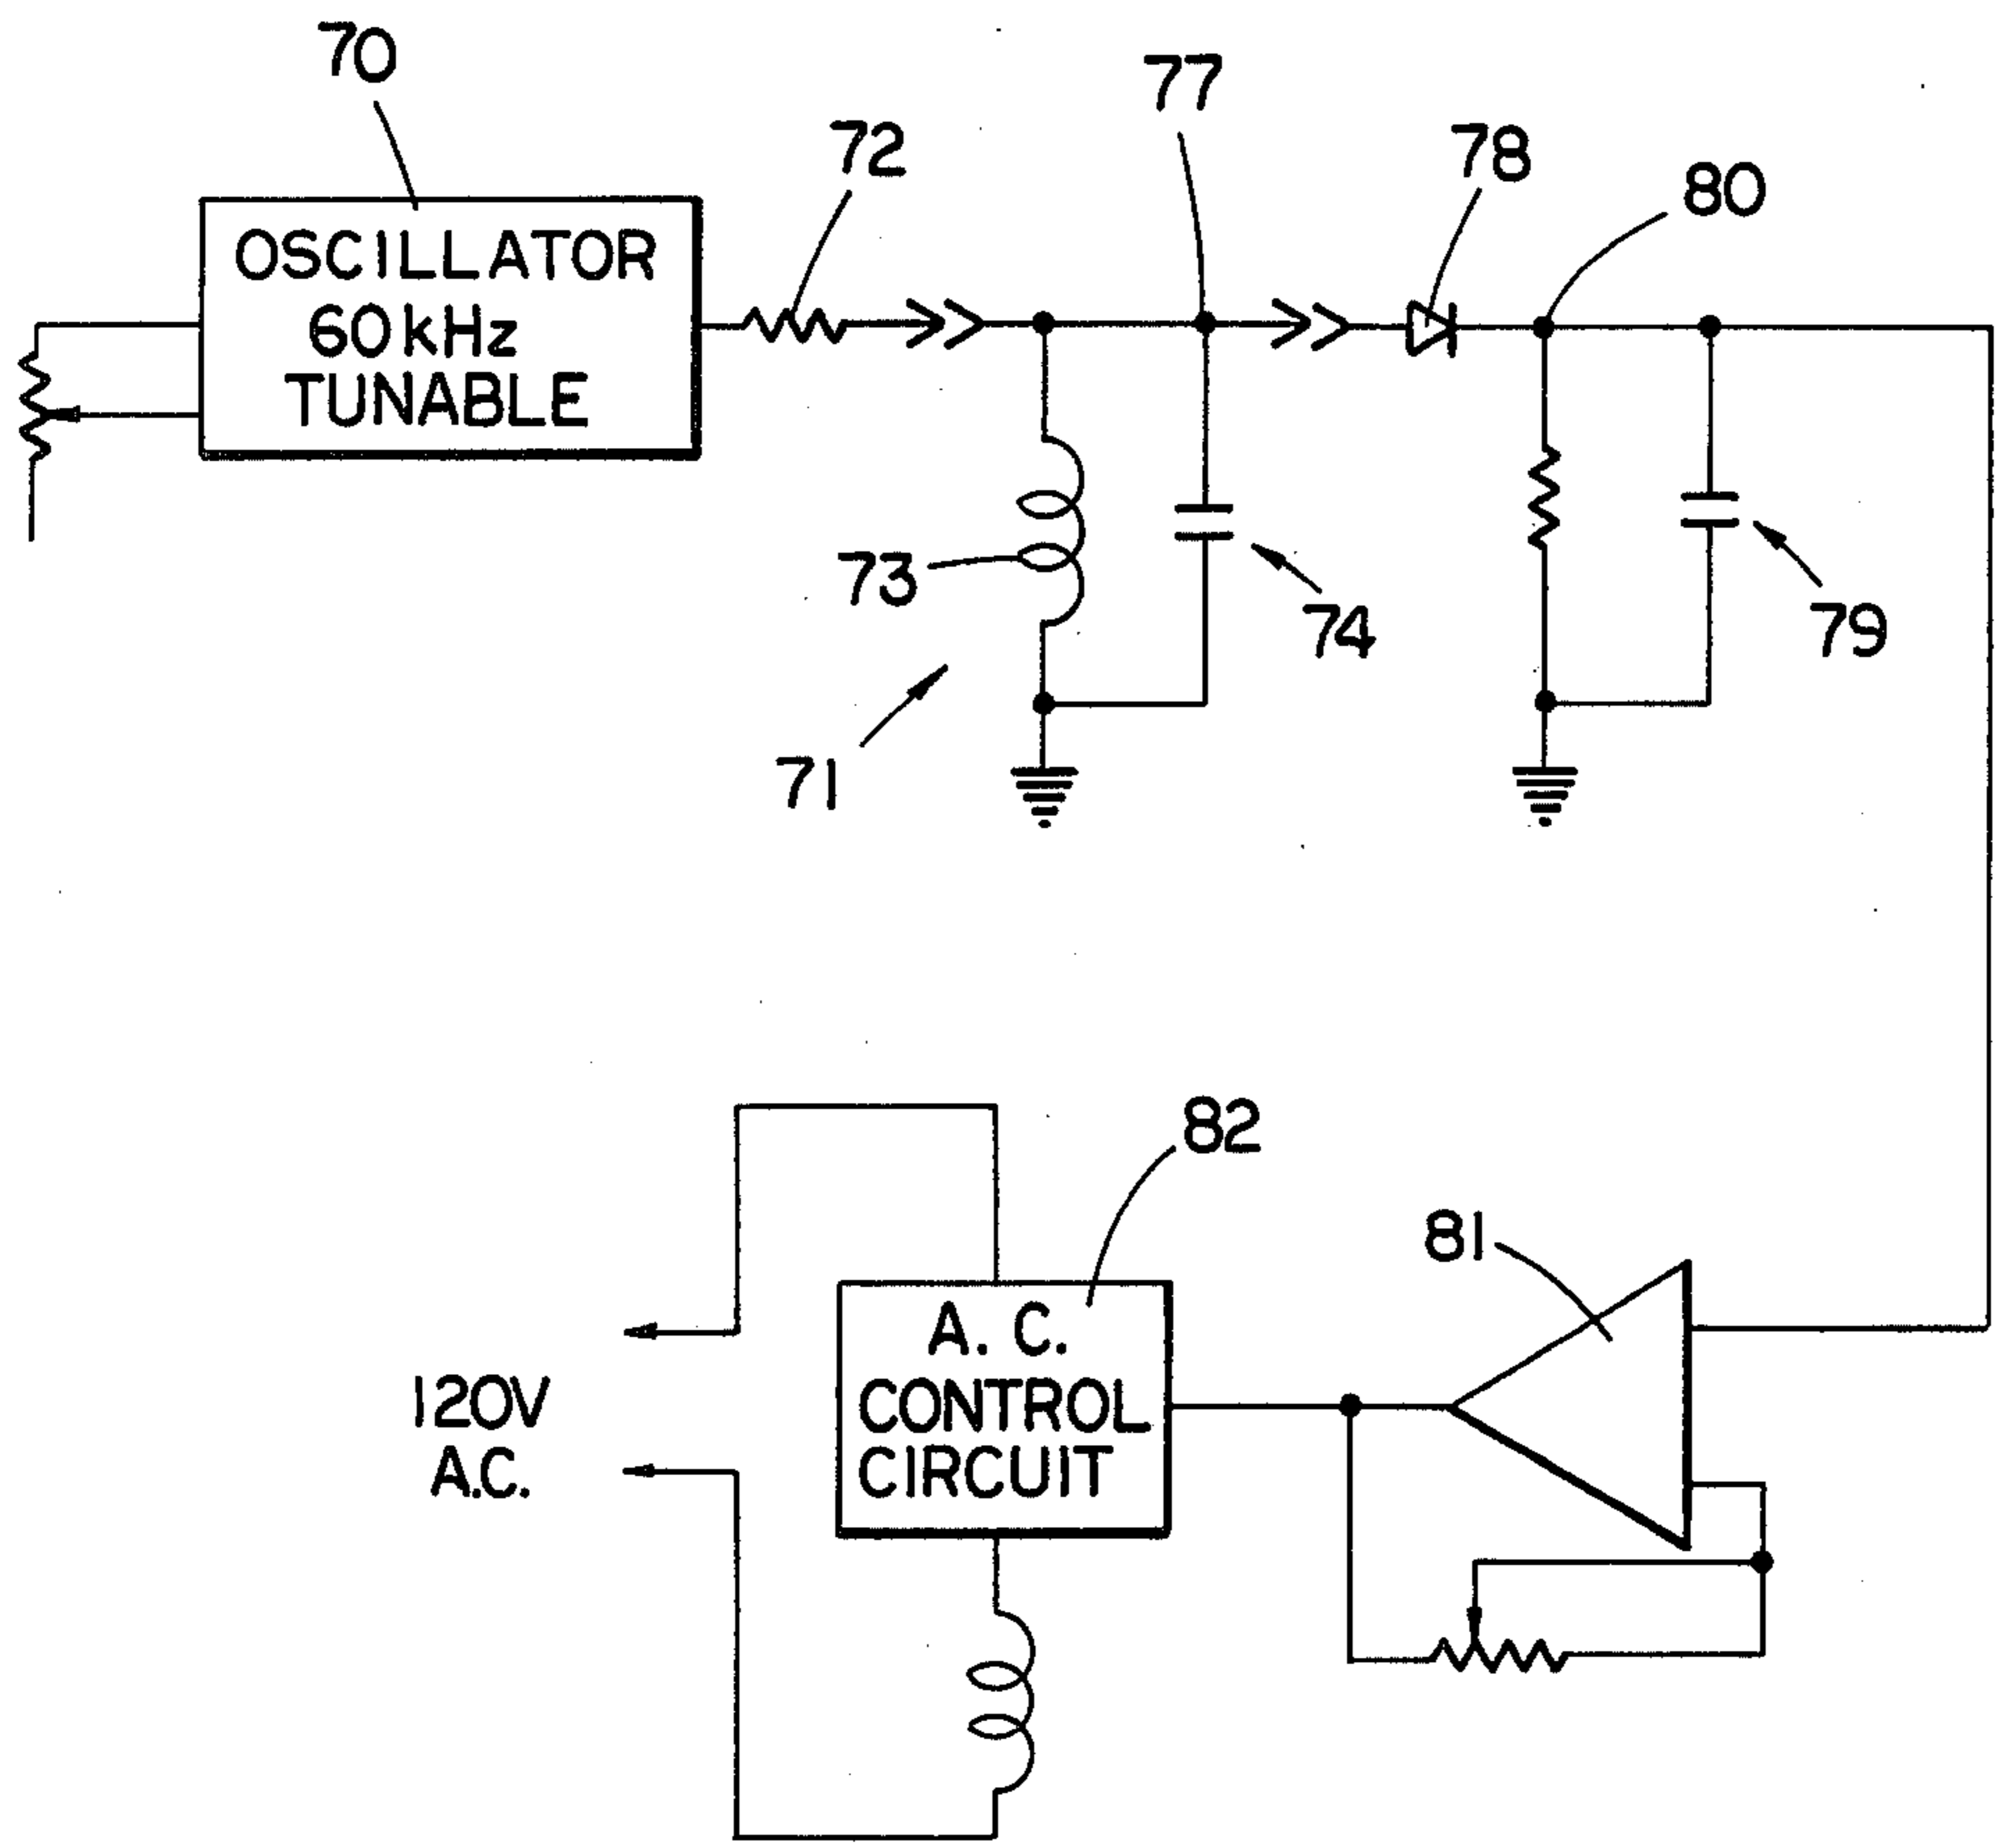 70
72
77
78
80
OSCILLATOR
60kHz
TUNABLE
73
74
79
71
82
81
A. C.
CONTROL
CIRCUIT
120V
A.C.